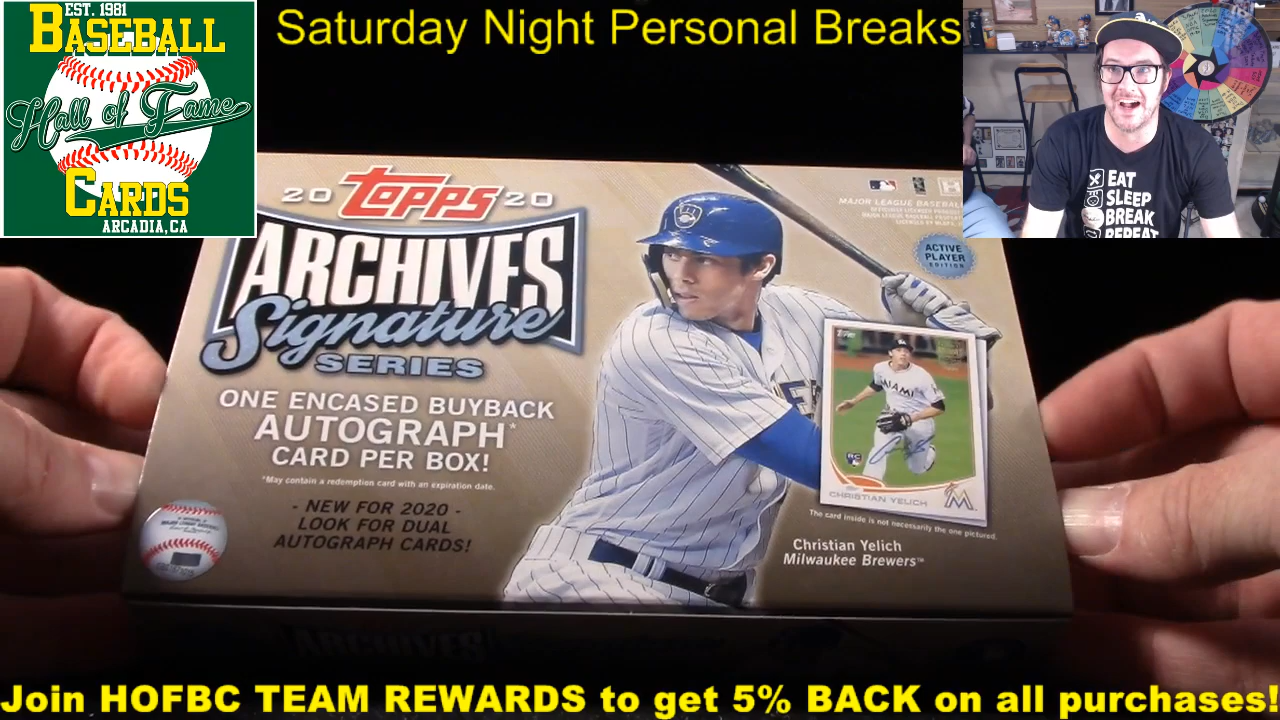 EST. 1981
BASEBALL
Hall of Fame
CARDS
ARCADIA, CA
Saturday Night Personal Breaks
EAT
SLEEP
BREAK
REPEAT
2020 Topps
ARCHIVES
Signature
SERIES
ONE ENCASED BUYBACK
AUTOGRAPH*
CARD PER BOX!
*May contain a redemption card with an expiration date.
- NEW FOR 2020 -
LOOK FOR DUAL
AUTOGRAPH CARDS!
MAJOR LEAGUE BASEBALL
ACTIVE
PLAYER
EDITION
Topps
MIAMI
RC
CHRISTIAN YELICH
The card inside is not necessarily the one pictured.
Christian Yelich
Milwaukee Brewers™
ARCHIVES
Join HOFBC TEAM REWARDS to get 5% BACK on all purchases!